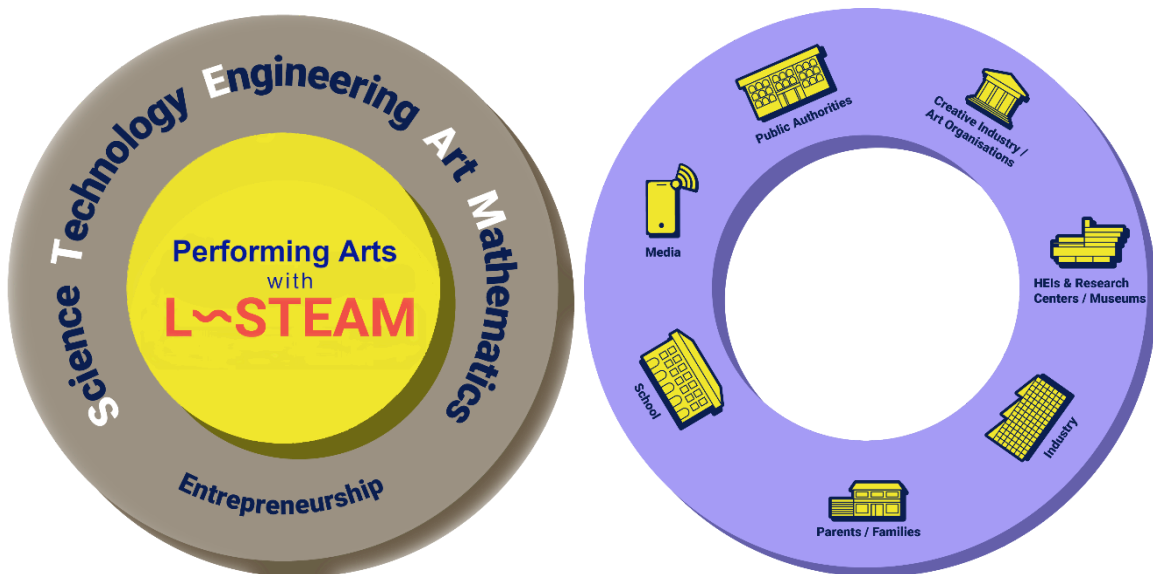 Science Technology Engineering Art Mathematics
Performing Arts
with
L~STEAM
Entrepreneurship
Public Authorities
Creative Industry /
Art Organisations
Media
HEIs & Research
Centers / Museums
School
Industry
Parents / Families